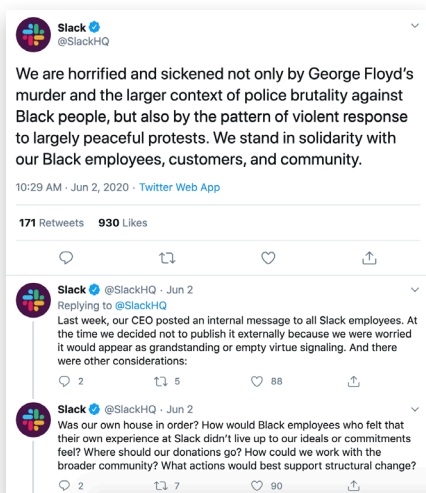 Slack
@SlackHQ
We are horrified and sickened not only by George Floyd's
murder and the larger context of police brutality against
Black people, but also by the pattern of violent response
to largely peaceful protests. We stand in solidarity with
our Black employees, customers, and community.
10:29 AM · Jun 2, 2020 · Twitter Web App
171 Retweets 930 Likes
Slack @SlackHQ · Jun 2
Replying to @SlackHQ
Last week, our CEO posted an internal message to all Slack employees. At
the time we decided not to publish it externally because we were worried
it would appear as grandstanding or empty virtue signaling. And there
were other considerations:
2 5 88
Slack @SlackHQ · Jun 2
Was our own house in order? How would Black employees who felt that
their own experience at Slack didn't live up to our ideals or commitments
feel? Where should our donations go? How could we work with the
broader community? What actions would best support structural change?
2 7 90